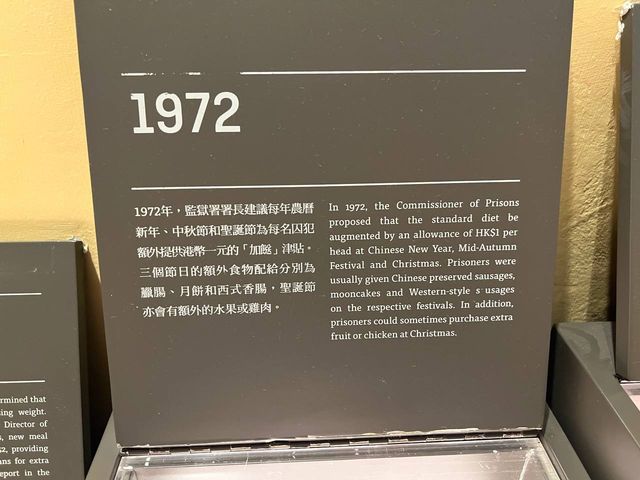 1972
1972年，監獄署署長建議每年農曆
新年、中秋節和聖誕節為每名囚犯
額外提供港幣一元的「加餸」津貼。
三個節日的額外食物配給分別為
臘腸、月餅和西式香腸，聖誕節
亦會有額外的水果或雞肉。
In 1972, the Commissioner of Prisons
proposed that the standard diet be
augmented by an allowance of HK$1 per
head at Chinese New Year, Mid-Autumn
Festival and Christmas. Prisoners were
usually given Chinese preserved sausages,
mooncakes and Western-style s usages
on the respective festivals. In addition,
prisoners could sometimes purchase extra
fruit or chicken at Christmas.
rmined that
sing weight.
Director of
s, new meal
$2, providing
ans for extra
eport in the